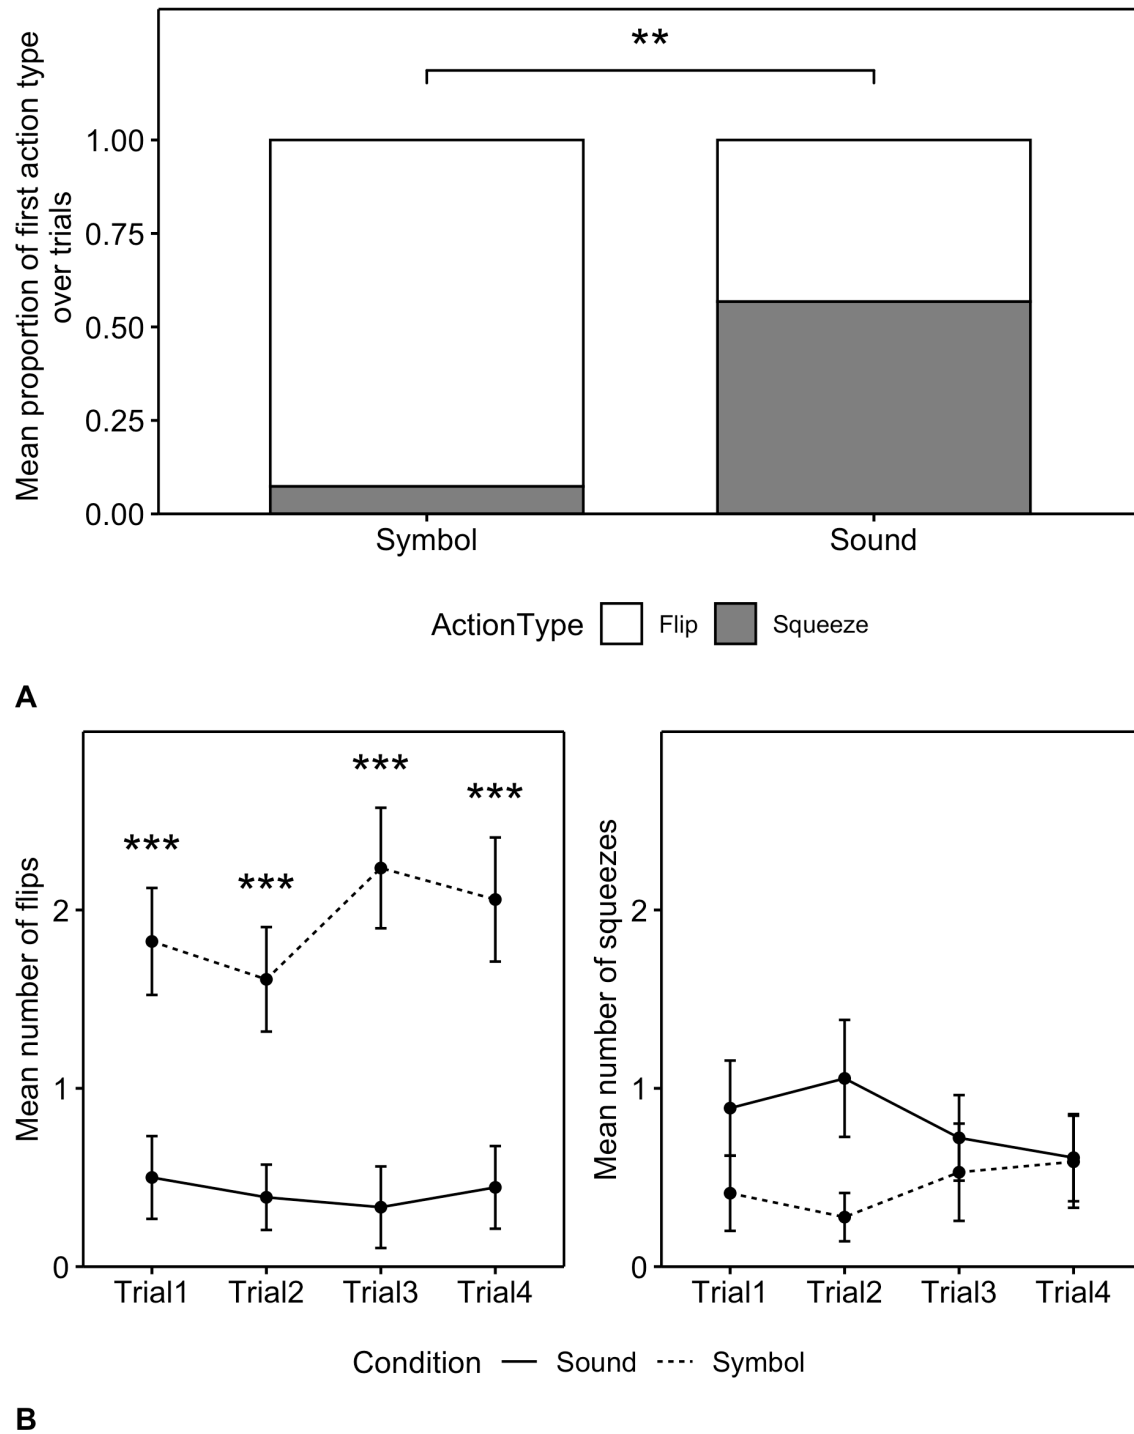 Mean proportion of first action type
over trials
**
1.00
0.75
0.50
0.25
0.00
Symbol Sound
ActionType Flip Squeeze
A
Mean number of flips
2
1
0
***
***
***
***
Trial1 Trial2 Trial3 Trial4
Mean number of squeezes
2
1
0
Trial1 Trial2 Trial3 Trial4
Condition Sound Symbol
B